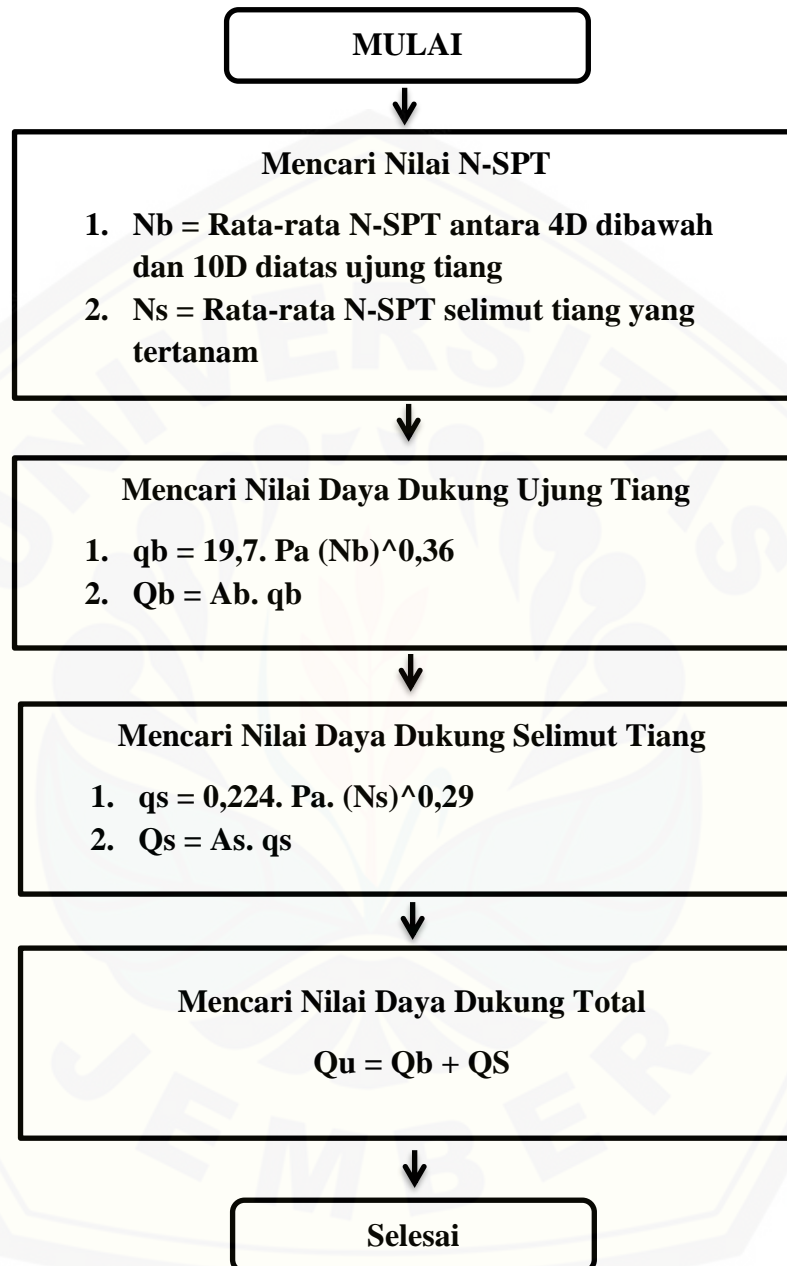 MULAI
Mencari Nilai N-SPT
1. Nb = Rata-rata N-SPT antara 4D dibawah
dan 10D diatas ujung tiang
2. Ns = Rata-rata N-SPT selimut tiang yang
tertanam
Mencari Nilai Daya Dukung Ujung Tiang
1. qb = 19,7. Pa (Nb)^0,36
2. Qb = Ab. qb
Mencari Nilai Daya Dukung Selimut Tiang
1. qs = 0,224. Pa. (Ns)^0,29
2. Qs = As. qs
Mencari Nilai Daya Dukung Total
Qu = Qb + QS
Selesai
UNIVERSITAS
JEMBER